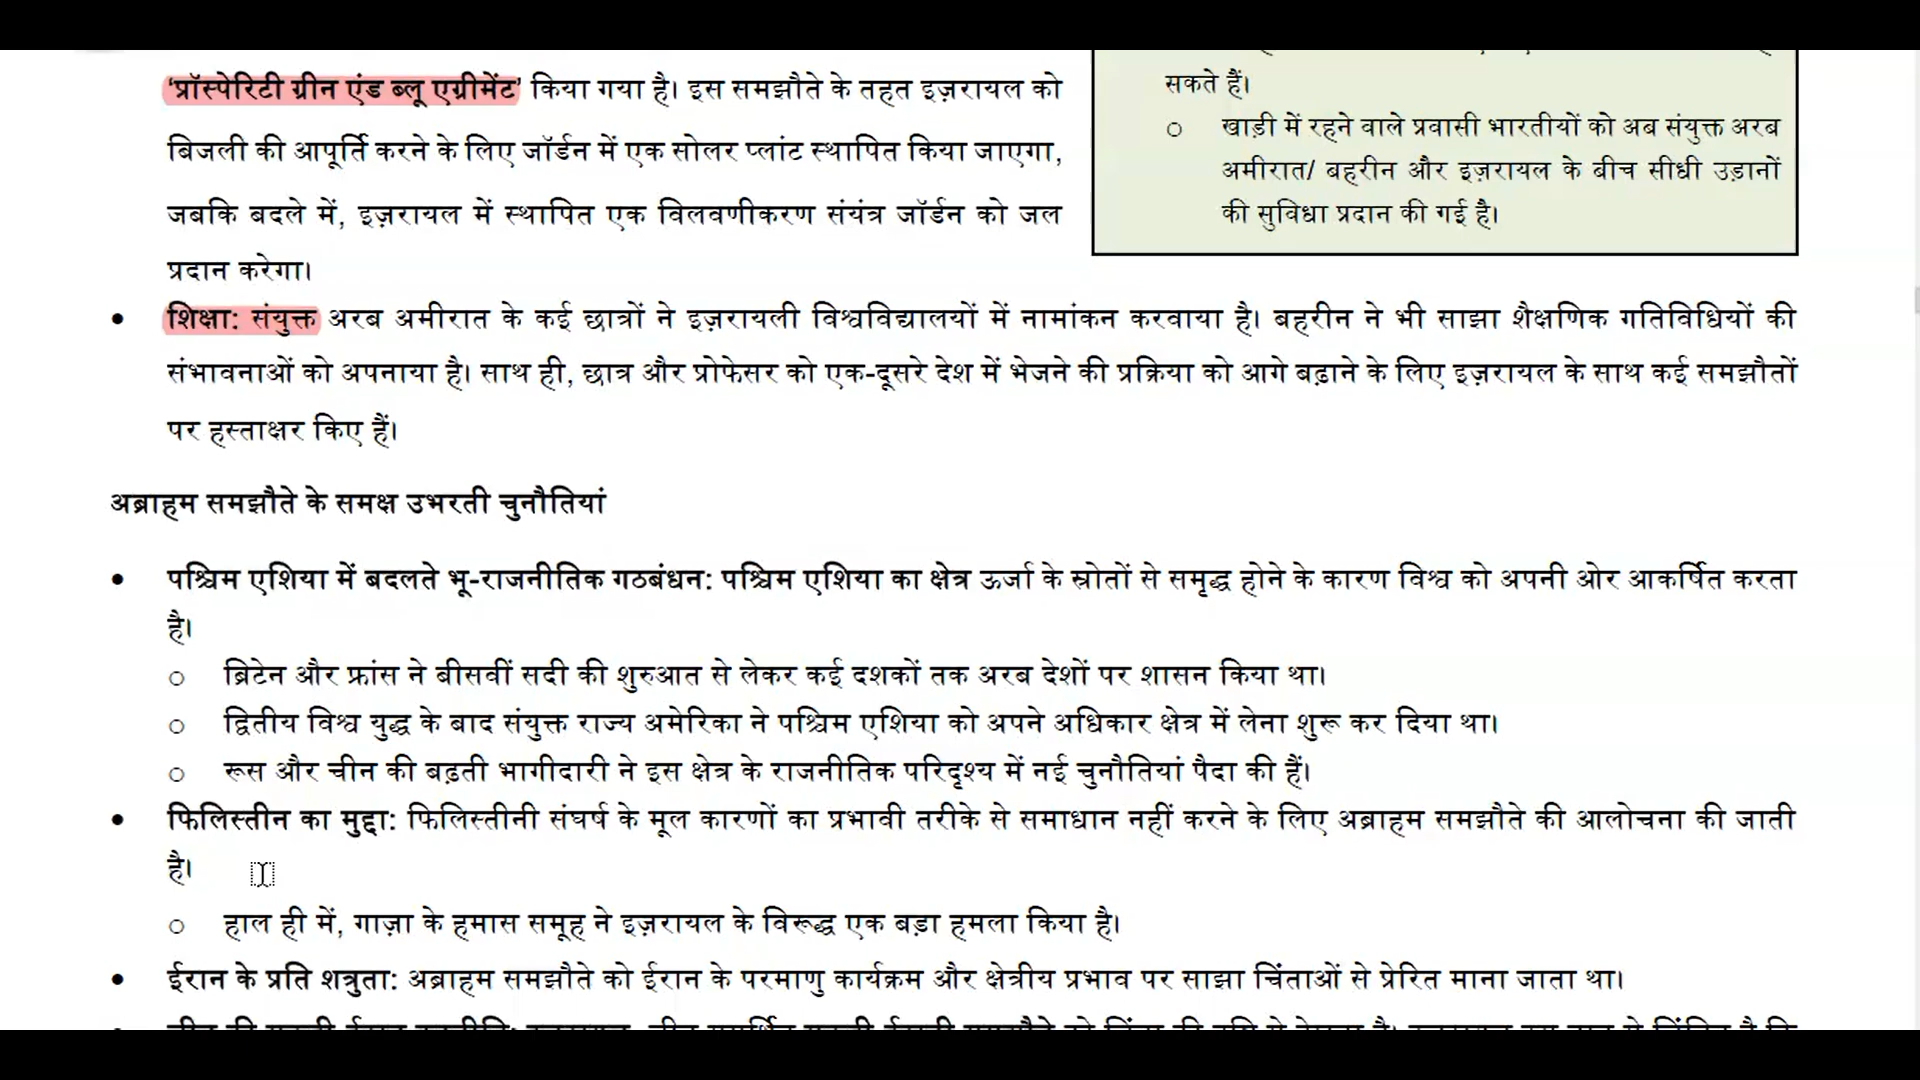 ‘प्रॉस्पेरिटी ग्रीन एंड ब्लू एग्रीमेंट’ किया गया है। इस समझौते के तहत इज़रायल को
बिजली की आपूर्ति करने के लिए जॉर्डन में एक सोलर प्लांट स्थापित किया जाएगा,
जबकि बदले में, इज़रायल में स्थापित एक विलवणीकरण संयंत्र जॉर्डन को जल
प्रदान करेगा।
सकते हैं।
o खाड़ी में रहने वाले प्रवासी भारतीयों को अब संयुक्त अरब
अमीरात/ बहरीन और इज़रायल के बीच सीधी उड़ानों
की सुविधा प्रदान की गई है।
• शिक्षा: संयुक्त अरब अमीरात के कई छात्रों ने इज़रायली विश्वविद्यालयों में नामांकन करवाया है। बहरीन ने भी साझा शैक्षणिक गतिविधियों की
संभावनाओं को अपनाया है। साथ ही, छात्र और प्रोफेसर को एक-दूसरे देश में भेजने की प्रक्रिया को आगे बढ़ाने के लिए इज़रायल के साथ कई समझौतों
पर हस्ताक्षर किए हैं।
अब्राहम समझौते के समक्ष उभरती चुनौतियां
• पश्चिम एशिया में बदलते भू-राजनीतिक गठबंधन: पश्चिम एशिया का क्षेत्र ऊर्जा के स्रोतों से समृद्ध होने के कारण विश्व को अपनी ओर आकर्षित करता
है।
o ब्रिटेन और फ्रांस ने बीसवीं सदी की शुरुआत से लेकर कई दशकों तक अरब देशों पर शासन किया था।
o द्वितीय विश्व युद्ध के बाद संयुक्त राज्य अमेरिका ने पश्चिम एशिया को अपने अधिकार क्षेत्र में लेना शुरू कर दिया था।
o रूस और चीन की बढ़ती भागीदारी ने इस क्षेत्र के राजनीतिक परिदृश्य में नई चुनौतियां पैदा की हैं।
• फिलिस्तीन का मुद्दा: फिलिस्तीनी संघर्ष के मूल कारणों का प्रभावी तरीके से समाधान नहीं करने के लिए अब्राहम समझौते की आलोचना की जाती
है।
o हाल ही में, गाज़ा के हमास समूह ने इज़रायल के विरूद्ध एक बड़ा हमला किया है।
• ईरान के प्रति शत्रुता: अब्राहम समझौते को ईरान के परमाणु कार्यक्रम और क्षेत्रीय प्रभाव पर साझा चिंताओं से प्रेरित माना जाता था।